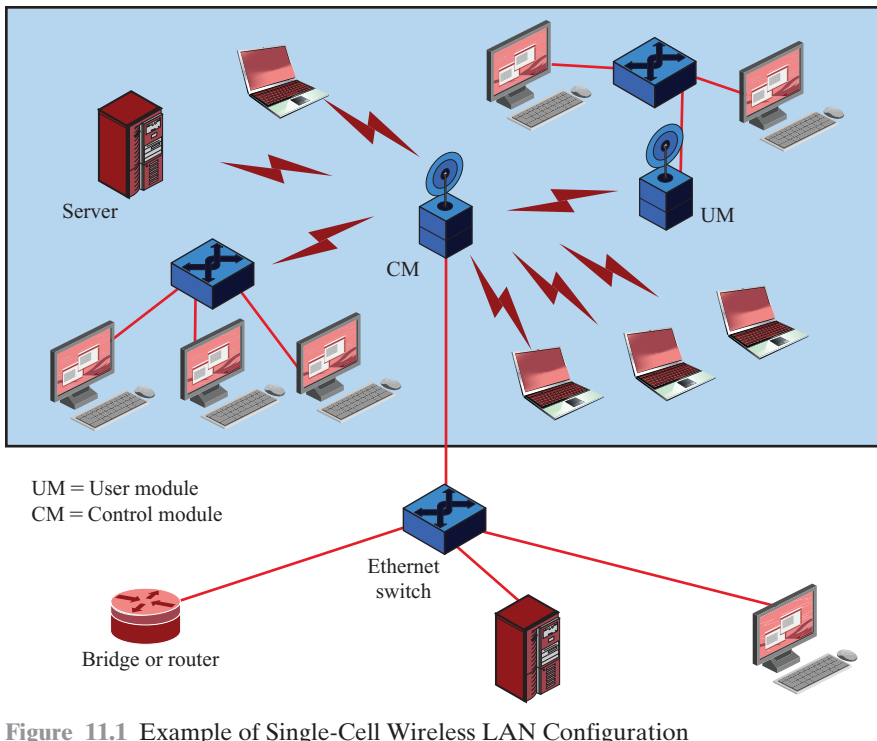 Server
CM
UM
UM = User module
CM = Control module
Ethernet
switch
Bridge or router
Figure 11.1 Example of Single-Cell Wireless LAN Configuration